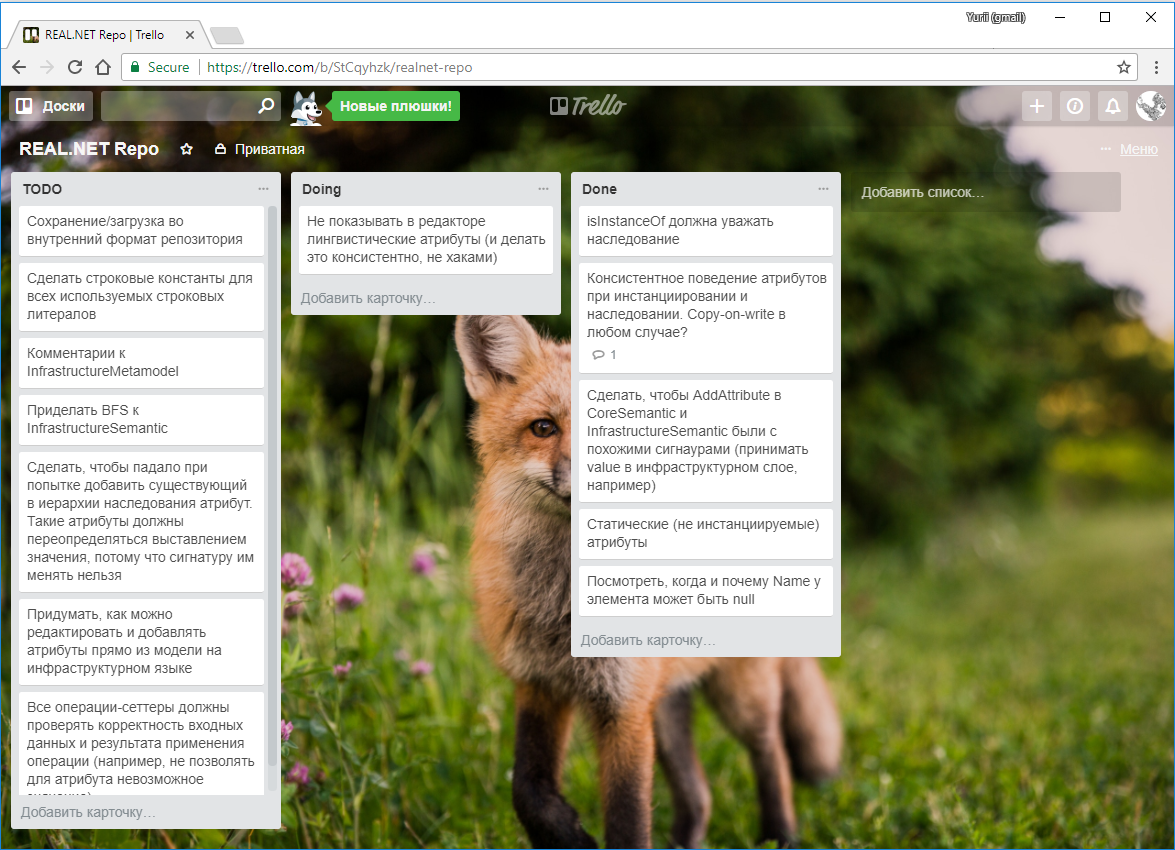 Yurii (gmail)
REAL.NET Repo | Trello
Secure
https://trello.com/b/StCqyhzk/realnet-repo
Доски
Новые плюшки!
Trello
REAL.NET Repo
Приватная
Меню
TODO
Сохранение/загрузка во
внутренний формат репозитория
Сделать строковые константы для
всех используемых строковых
литералов
Комментарии к
InfrastructureMetamodel
Приделать BFS к
InfrastructureSemantic
Сделать, чтобы падало при
попытке добавить существующий
в иерархии наследования атрибут.
Такие атрибуты должны
переопределяться выставлением
значения, потому что сигнатуру им
менять нельзя
Придумать, как можно
редактировать и добавлять
атрибуты прямо из модели на
инфраструктурном языке
Все операции-сеттеры должны
проверять корректность входных
данных и результата применения
операции (например, не позволять
для атрибута невозможное
Добавить карточку…
Doing
Не показывать в редакторе
лингвистические атрибуты (и делать
это консистентно, не хаками)
Добавить карточку…
Done
isInstanceOf должна уважать
наследование
Консистентное поведение атрибутов
при инстанциировании и
наследовании. Copy-on-write в
любом случае?
1
Сделать, чтобы AddAttribute в
CoreSemantic и
InfrastructureSemantic были с
похожими сигнаурами (принимать
value в инфраструктурном слое,
например)
Статические (не инстанциируемые)
атрибуты
Посмотреть, когда и почему Name у
элемента может быть null
Добавить карточку…
Добавить список…